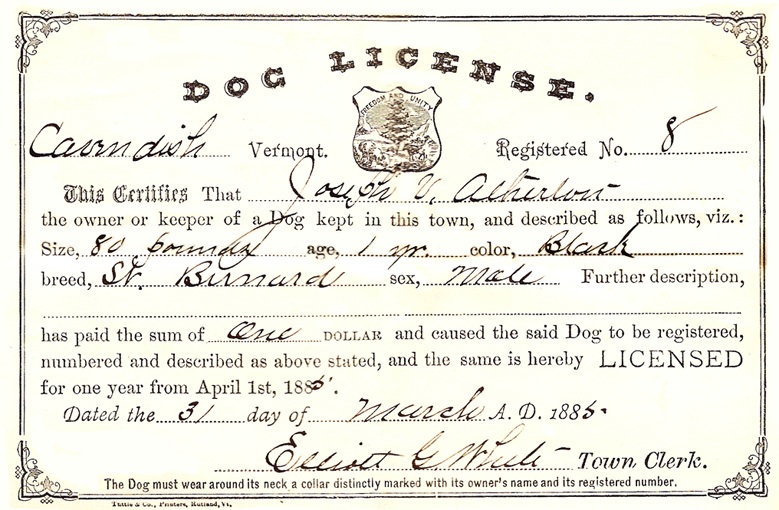 DOG LICENSE.
FREEDOM AND UNITY
Cavendish Vermont. Registered No. 8
This Certifies That Joseph V. Atherton
the owner or keeper of a Dog kept in this town, and described as follows, viz.:
Size, 80 pounds age, 1 yr. color, Black
breed, St. Bernard sex, Male Further description,
has paid the sum of One DOLLAR and caused the said Dog to be registered,
numbered and described as above stated, and the same is hereby LICENSED
for one year from April 1st, 1885.
Dated the 31 day of March A. D. 1885.
Elliott G White Town Clerk.
The Dog must wear around its neck a collar distinctly marked with its owner's name and its registered number.
Tuttle & Co., Printers, Rutland, Vt.